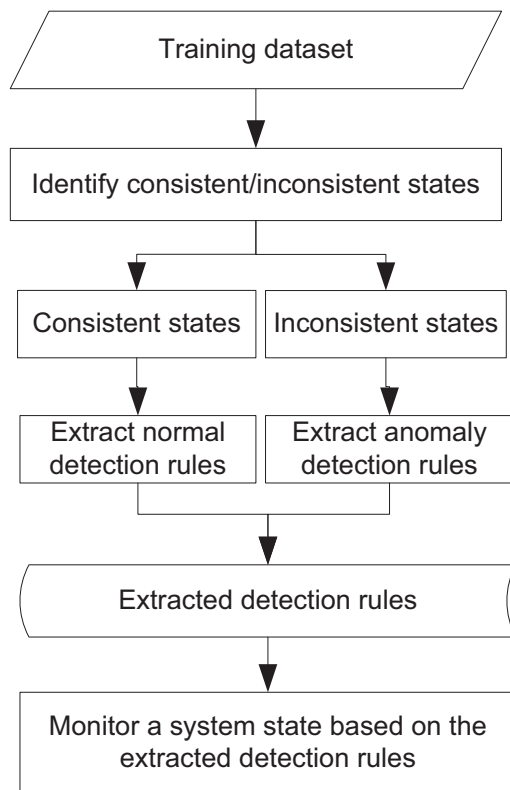 Training dataset
Identify consistent/inconsistent states
Consistent states
Inconsistent states
Extract normal
detection rules
Extract anomaly
detection rules
Extracted detection rules
Monitor a system state based on the
extracted detection rules